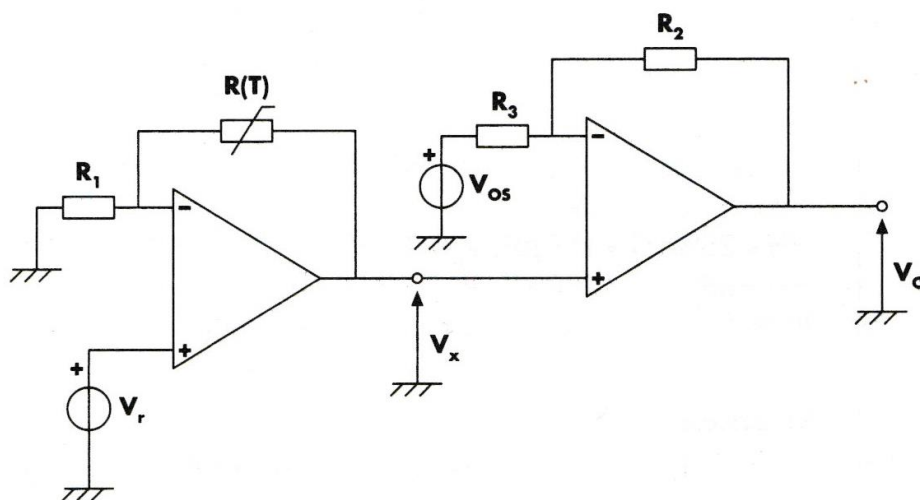 R₂
R(T)
R₃
R₁
−
−
+
V_OS
+
+
+
V_r
V_x
V_O